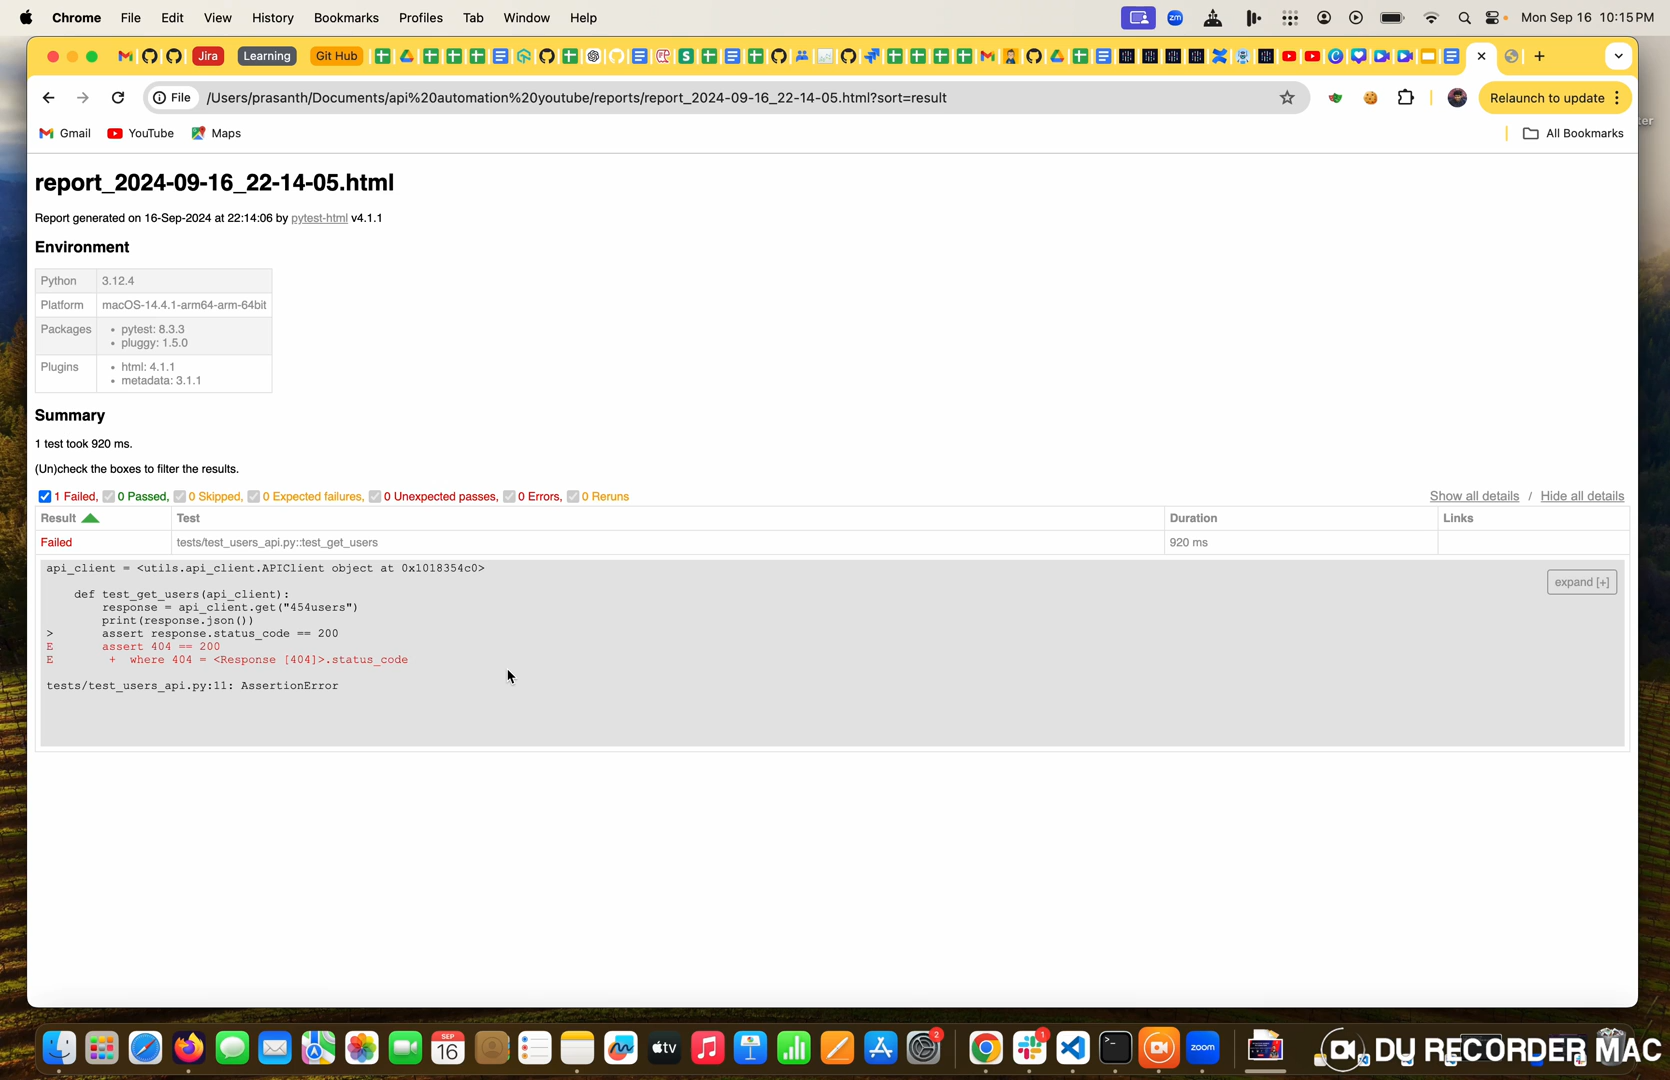 Chrome File Edit View History Bookmarks Profiles Tab Window Help zm Mon Sep 16 10:15 PM
Jira Learning Git Hub
File /Users/prasanth/Documents/api%20automation%20youtube/reports/report_2024-09-16_22-14-05.html?sort=result Relaunch to update
Gmail YouTube Maps All Bookmarks
report_2024-09-16_22-14-05.html
Report generated on 16-Sep-2024 at 22:14:06 by pytest-html v4.1.1
Environment
Python 3.12.4
Platform macOS-14.4.1-arm64-arm-64bit
Packages • pytest: 8.3.3
• pluggy: 1.5.0
Plugins • html: 4.1.1
• metadata: 3.1.1
Summary
1 test took 920 ms.
(Un)check the boxes to filter the results.
1 Failed, 0 Passed, 0 Skipped, 0 Expected failures, 0 Unexpected passes, 0 Errors, 0 Reruns Show all details / Hide all details
Result Test Duration Links
Failed tests/test_users_api.py::test_get_users 920 ms
api_client = <utils.api_client.APIClient object at 0x1018354c0>
expand [+]
def test_get_users(api_client):
response = api_client.get("454users")
print(response.json())
> assert response.status_code == 200
E assert 404 == 200
E + where 404 = <Response [404]>.status_code
tests/test_users_api.py:11: AssertionError
SEP
16 tv 2 1 zoom
DU RECORDER MAC